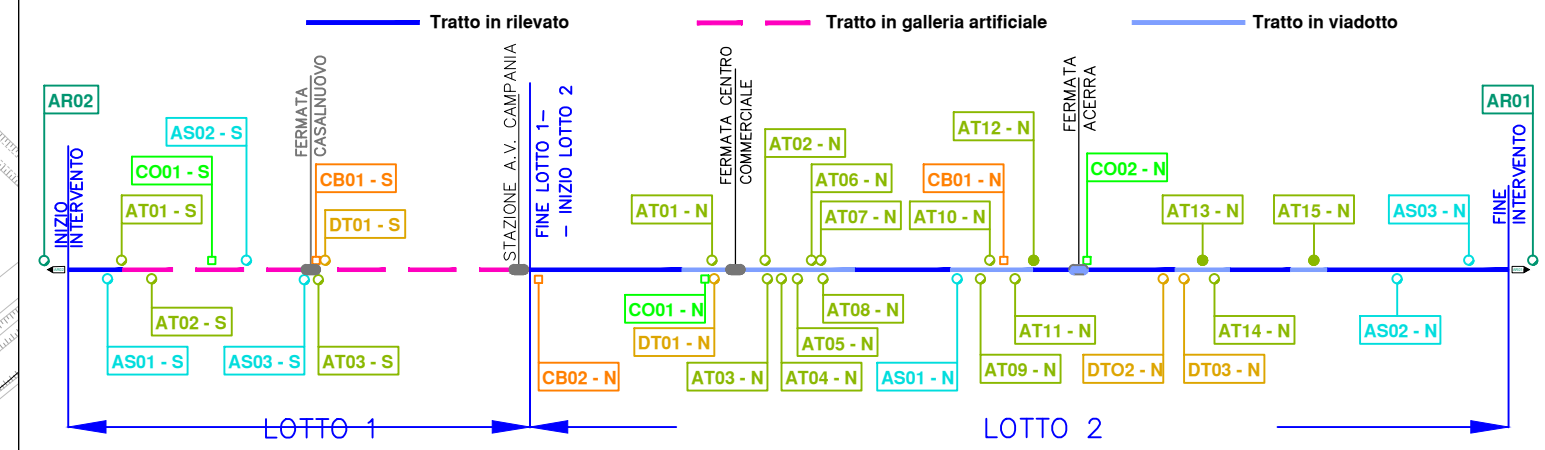 Tratto in rilevato
Tratto in galleria artificiale
Tratto in viadotto
AR02
INIZIO
INTERVENTO
AS02 - S
CO01 - S
AT01 - S
FERMATA
CASALNUOVO
CB01 - S
DT01 - S
STAZIONE A.V. CAMPANIA
FINE LOTTO 1-
- INIZIO LOTTO 2
AT01 - N
FERMATA CENTRO
COMMERCIALE
AT02 - N
AT06 - N
AT07 - N
AT12 - N
CB01 - N
AT10 - N
FERMATA
ACERRA
CO02 - N
AT13 - N
AT15 - N
AS03 - N
AR01
FINE
INTERVENTO
AT02 - S
AS01 - S
AS03 - S
AT03 - S
CB02 - N
CO01 - N
DT01 - N
AT03 - N
AT08 - N
AT05 - N
AT04 - N
AS01 - N
AT11 - N
AT09 - N
DTO2 - N
DT03 - N
AT14 - N
AS02 - N
LOTTO 1
LOTTO 2